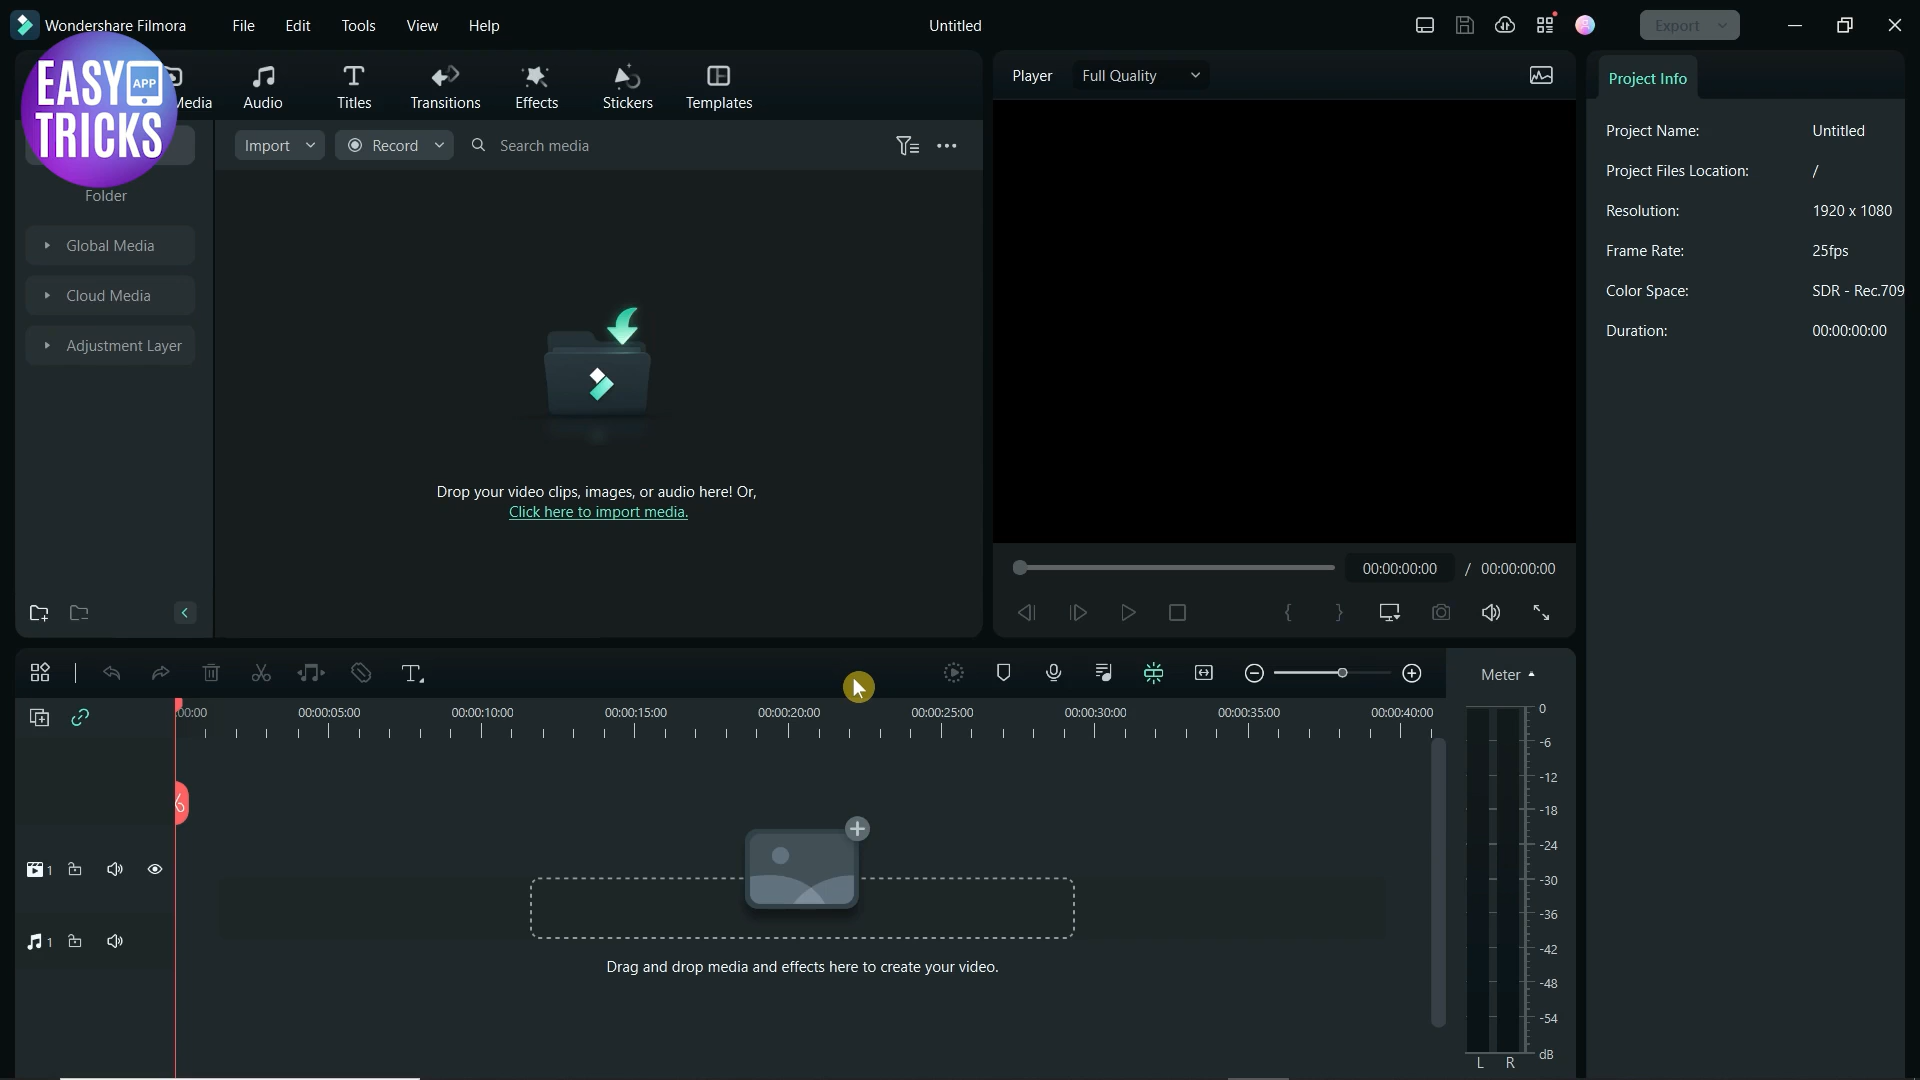 Wondershare Filmora
File
Edit
Tools
View
Help
Untitled
Export
EASY APP
TRICKS
Media
Audio
Titles
Transitions
Effects
Stickers
Templates
Player
Full Quality
Project Info
Import
Record
Search media
Folder
Global Media
Cloud Media
Adjustment Layer
Drop your video clips, images, or audio here! Or,
Click here to import media.
Project Name: Untitled
Project Files Location: /
Resolution: 1920 x 1080
Frame Rate: 25fps
Color Space: SDR - Rec.709
Duration: 00:00:00:00
00:00:00:00 / 00:00:00:00
Meter
:00:00
00:00:05:00
00:00:10:00
00:00:15:00
00:00:20:00
00:00:25:00
00:00:30:00
00:00:35:00
00:00:40:00
1
1
Drag and drop media and effects here to create your video.
0
-6
-12
-18
-24
-30
-36
-42
-48
-54
dB
L R